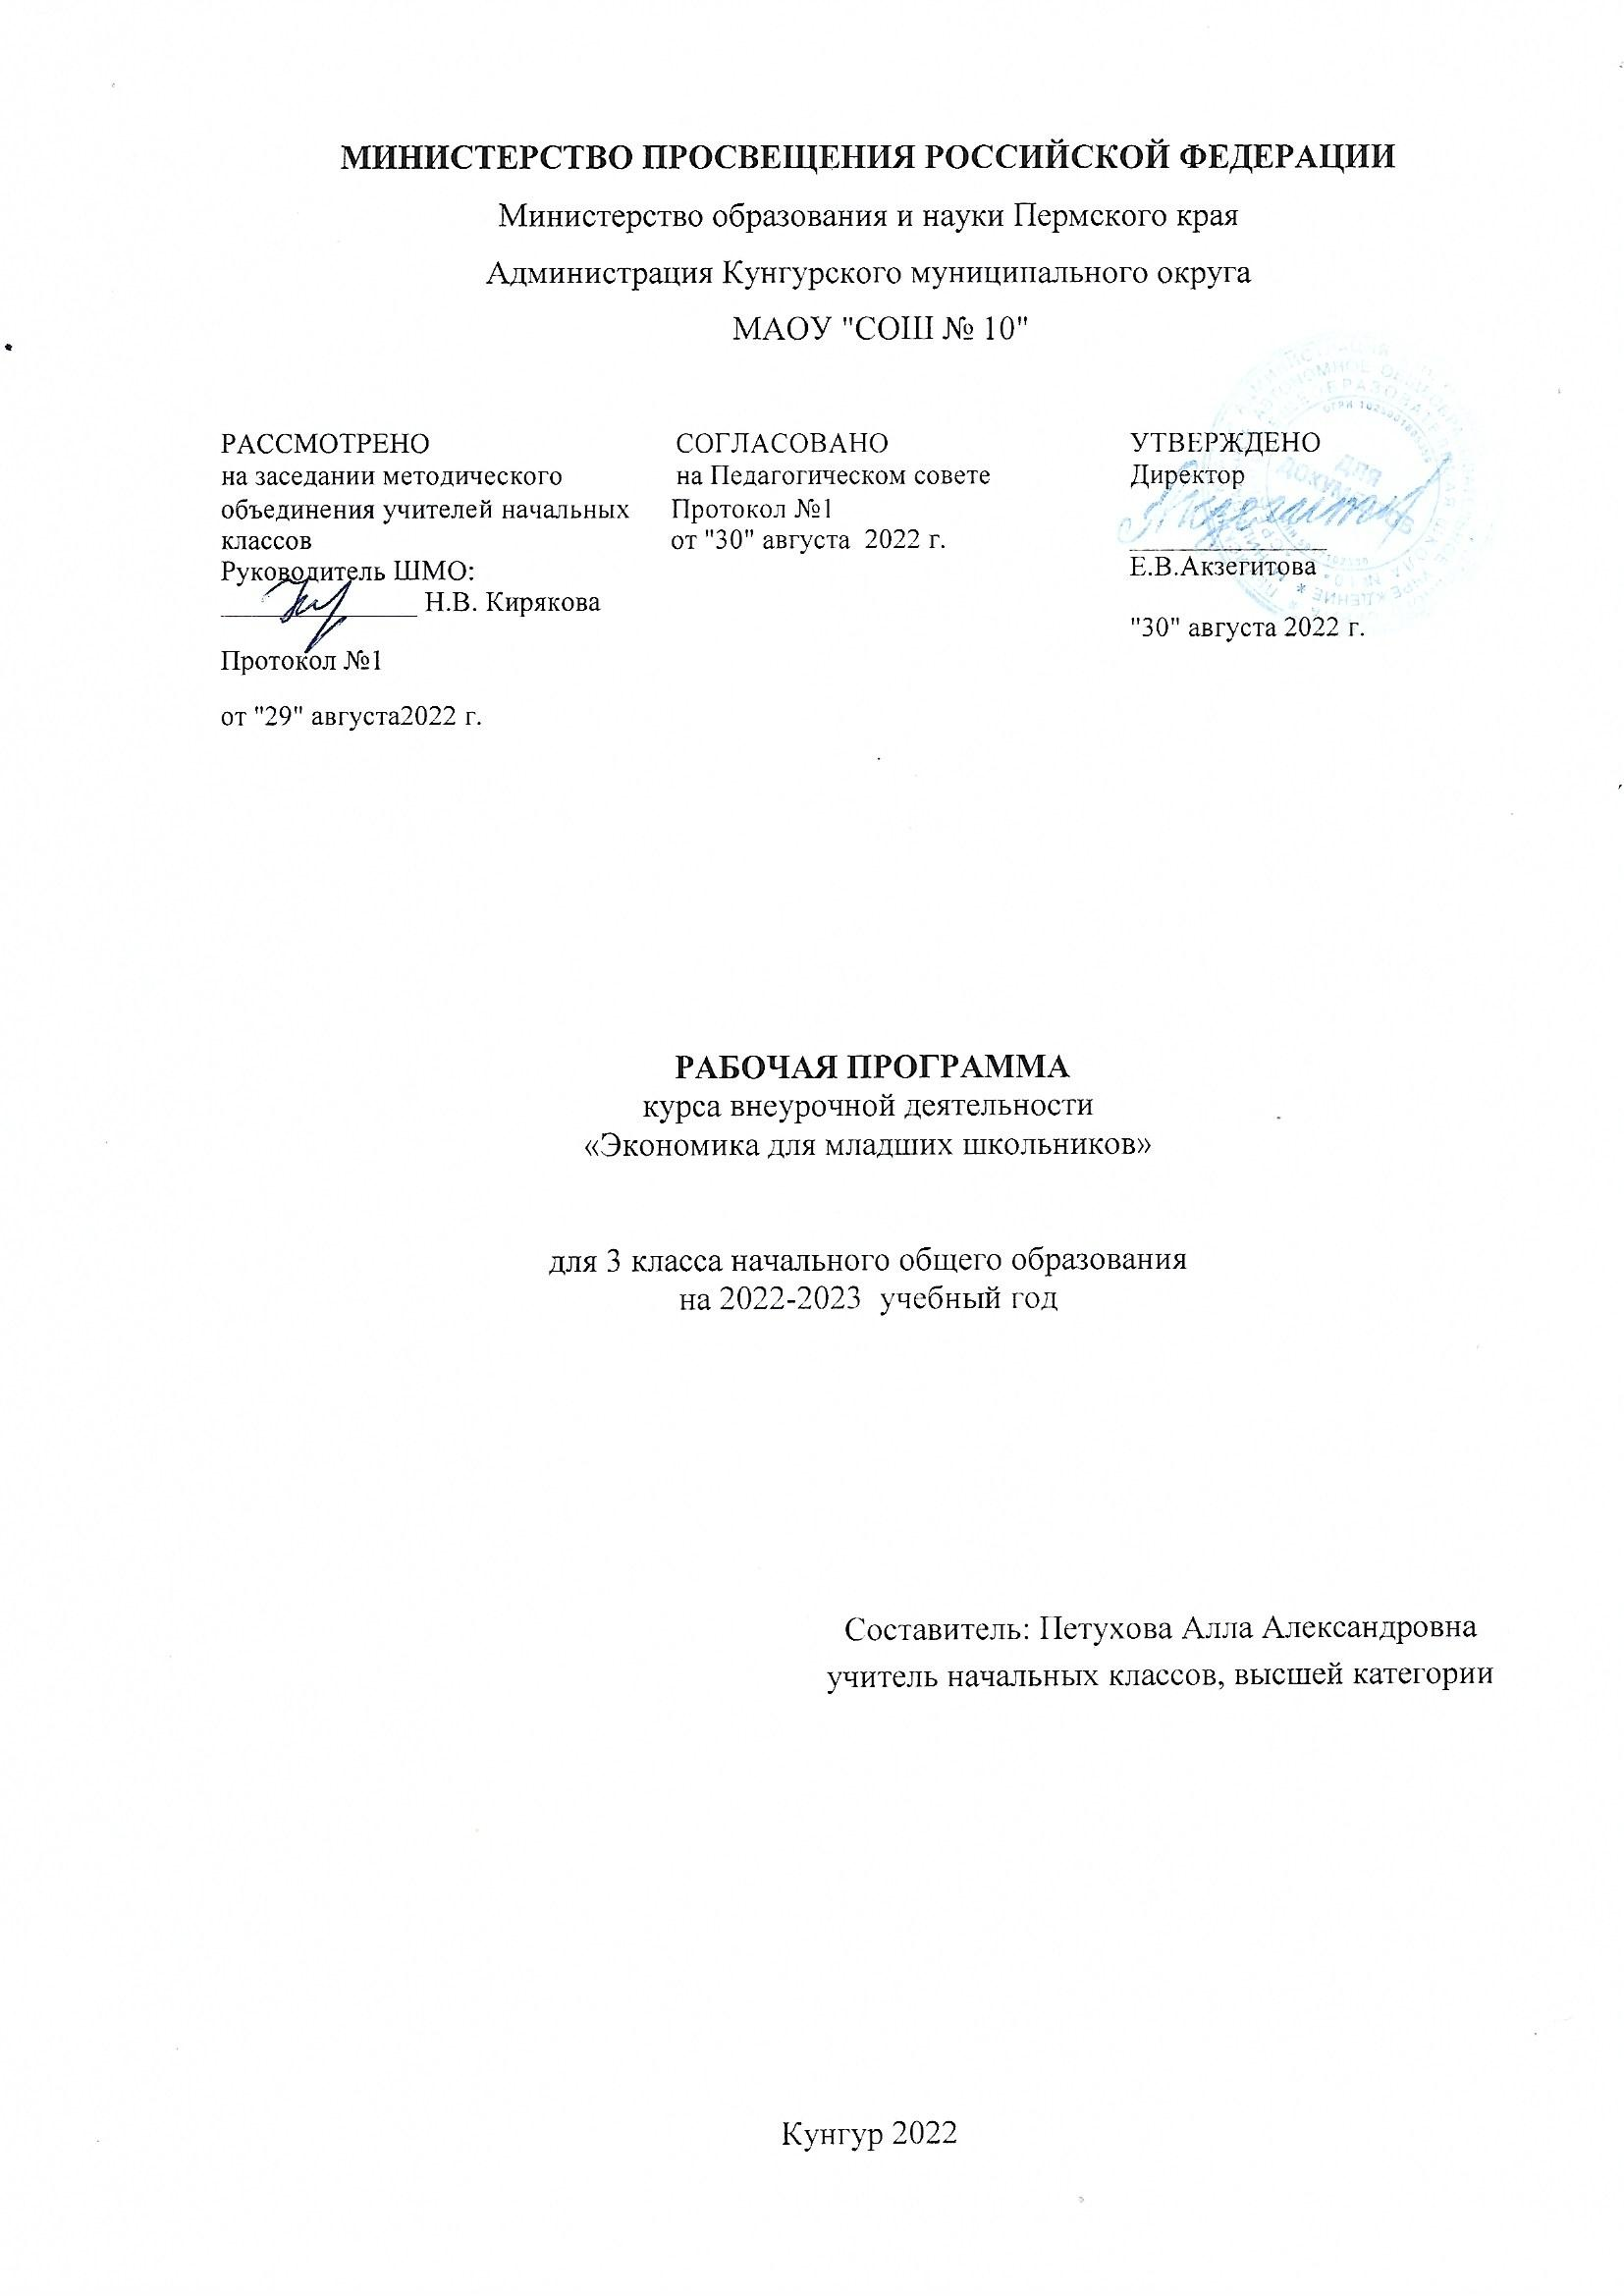 МИНИСТЕРСТВО ПРОСВЕЩЕНИЯ РОССИЙСКОЙ ФЕДЕРАЦИИ
Министерство образования и науки Пермского края
Администрация Кунгурского муниципального округа
МАОУ "СОШ № 10"
РАССМОТРЕНО
на заседании методического
объединения учителей начальных
классов
Руководитель ШМО:
______________ Н.В. Кирякова
Протокол №1
от "29" августа2022 г.
СОГЛАСОВАНО
на Педагогическом совете
Протокол №1
от "30" августа 2022 г.
УТВЕРЖДЕНО
Директор
______________
Е.В.Акзегитова
"30" августа 2022 г.
ДЛЯ
ДОКУМЕНТОВ
РАБОЧАЯ ПРОГРАММА
курса внеурочной деятельности
«Экономика для младших школьников»
для 3 класса начального общего образования
на 2022-2023 учебный год
Составитель: Петухова Алла Александровна
учитель начальных классов, высшей категории
Кунгур 2022